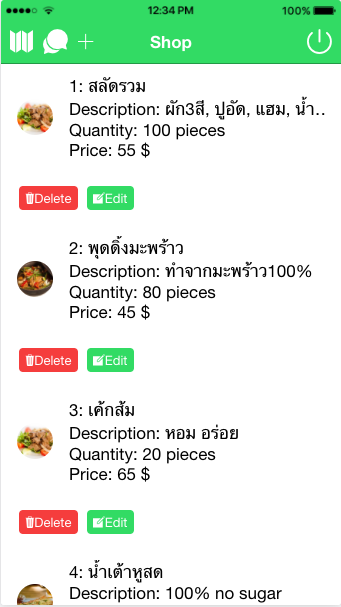 12:34 PM 100%
Shop
1: สลัดรวม
Description: ผัก3สี, ปูอัด, แฮม, น้ำ..
Quantity: 100 pieces
Price: 55 $
Delete Edit
2: พุดดิ้งมะพร้าว
Description: ทำจากมะพร้าว100%
Quantity: 80 pieces
Price: 45 $
Delete Edit
3: เค้กส้ม
Description: หอม อร่อย
Quantity: 20 pieces
Price: 65 $
Delete Edit
4: น้ำเต้าหูสด
Description: 100% no sugar